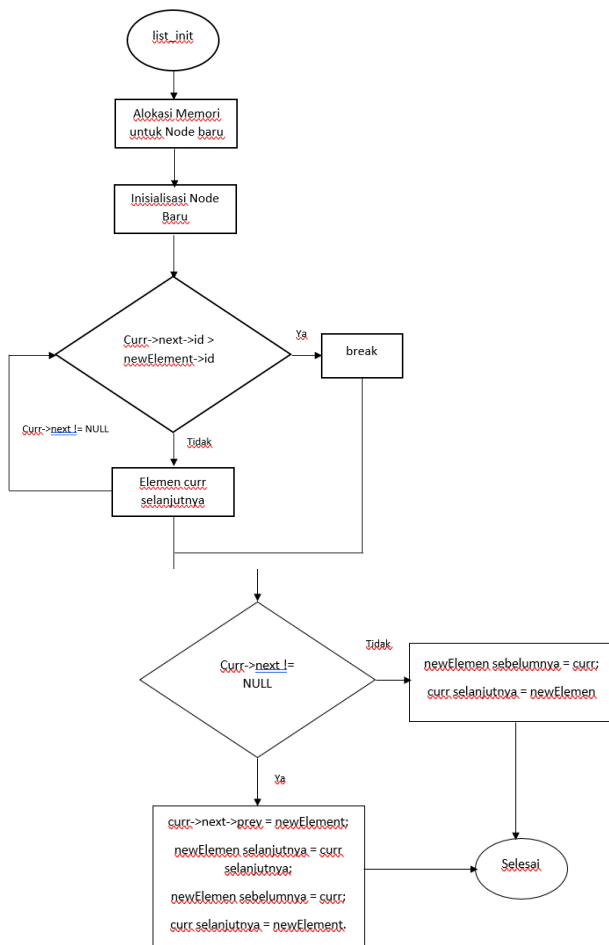 list_init
Alokasi Memori
untuk Node baru
Inisialisasi Node
Baru
Curr->next->id >
newElement->id
Ya
break
Curr->next != NULL
Tidak
Elemen curr
selanjutnya
Curr->next !=
NULL
Tidak
newElemen sebelumnya = curr;
curr selanjutnya = newElemen
Ya
curr->next->prev = newElement;
newElemen selanjutnya = curr
selanjutnya;
newElemen sebelumnya = curr;
curr selanjutnya = newElement.
Selesai